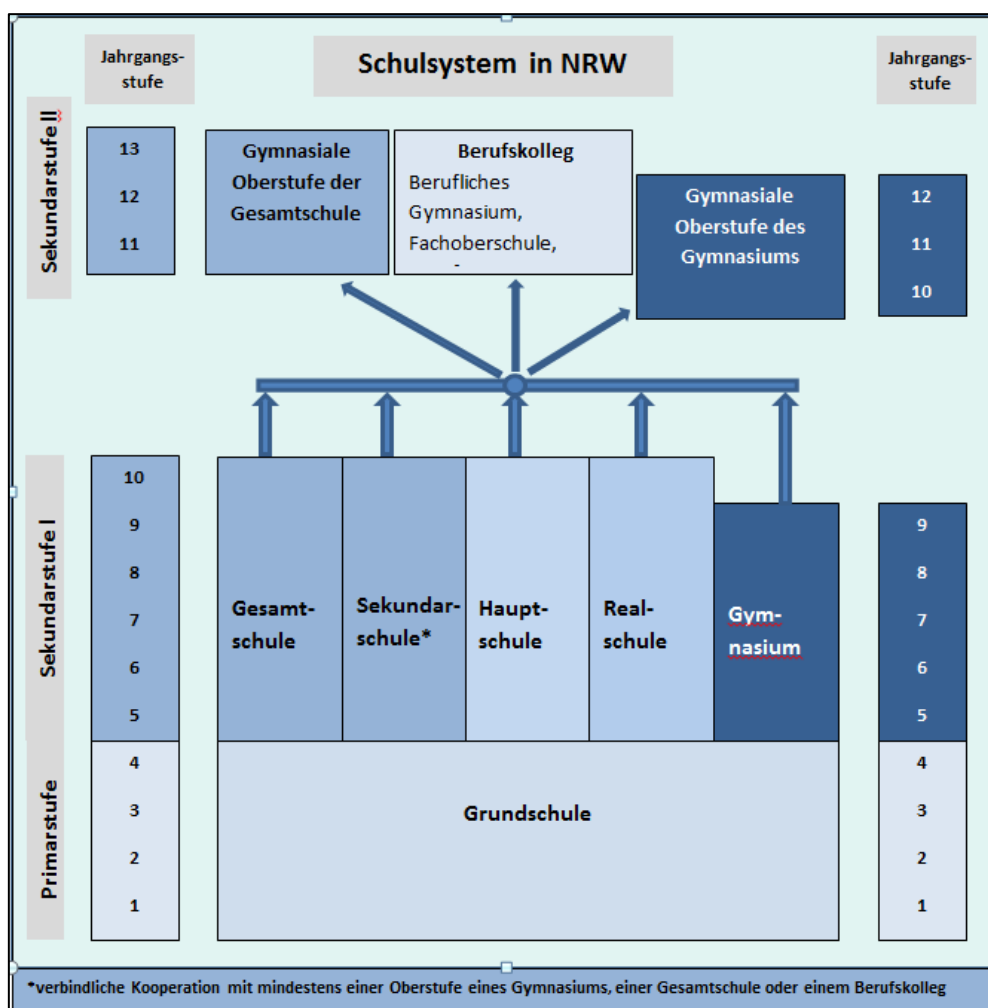 Jahrgangs-
stufe
Schulsystem in NRW
Jahrgangs-
stufe
Sekundarstufe II
13
12
11
Gymnasiale
Oberstufe der
Gesamtschule
Berufskolleg
Berufliches
Gymnasium,
Fachoberschule,
Gymnasiale
Oberstufe des
Gymnasiums
12
11
10
Sekundarstufe I
10
9
8
7
6
5
Gesamt-
schule
Sekundar-
schule*
Haupt-
schule
Real-
schule
Gym-
nasium
9
8
7
6
5
Primarstufe
4
3
2
1
Grundschule
4
3
2
1
*verbindliche Kooperation mit mindestens einer Oberstufe eines Gymnasiums, einer Gesamtschule oder einem Berufskolleg